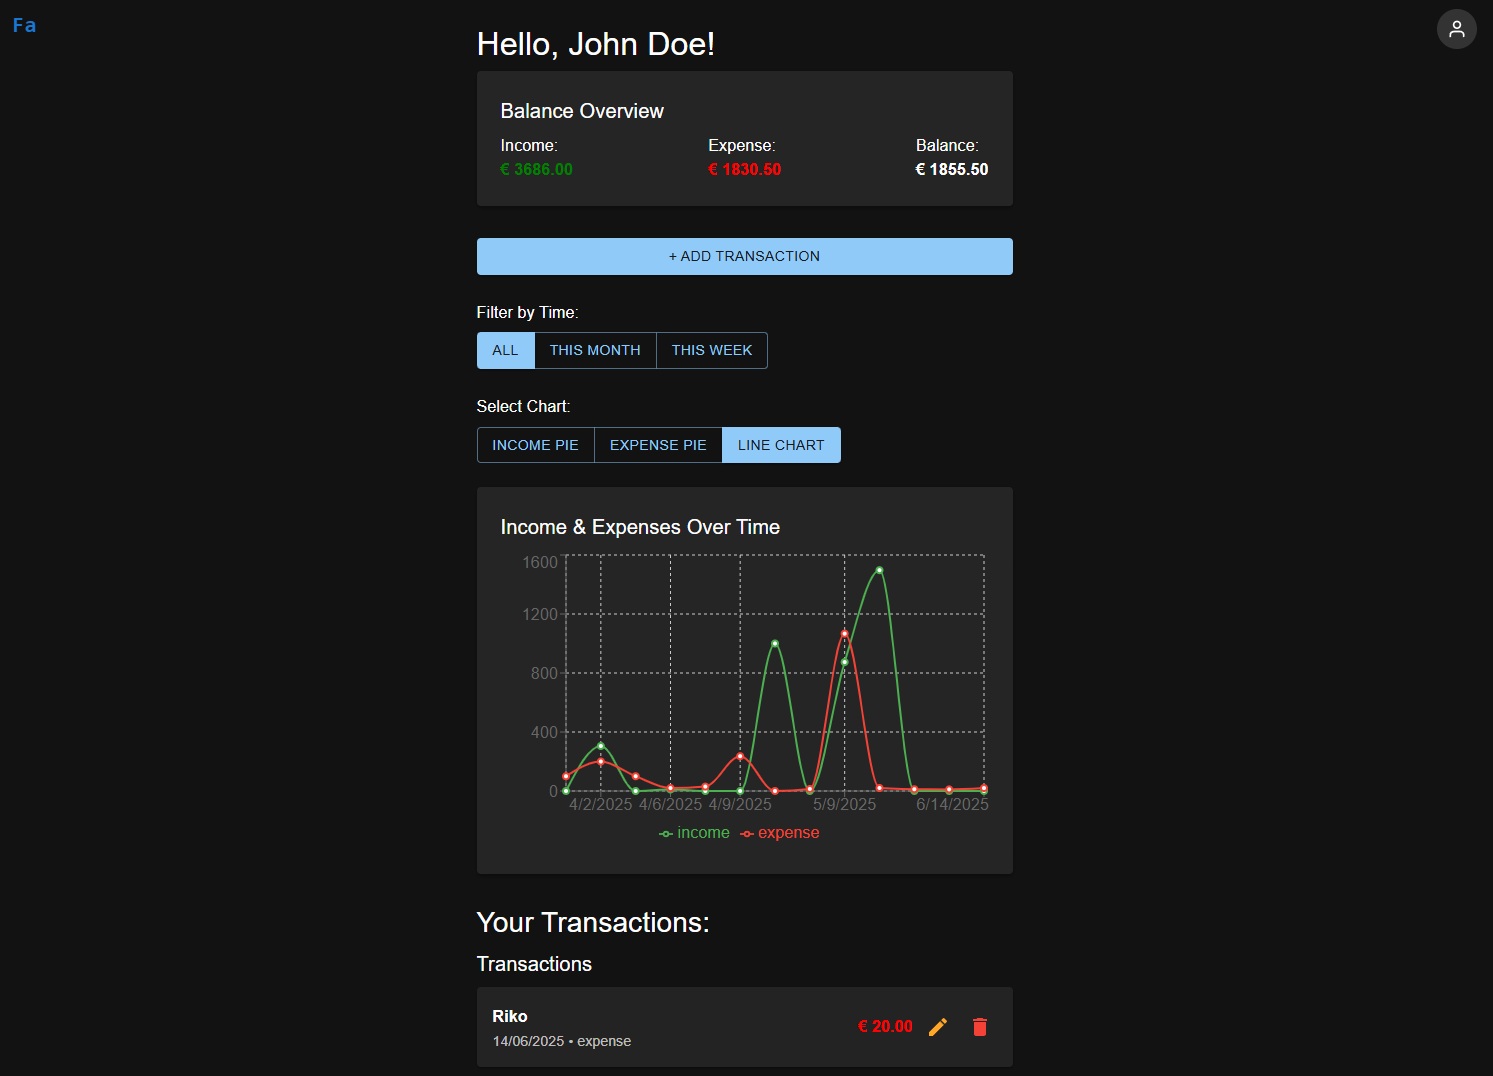 Fa
Hello, John Doe!
Balance Overview
Income: Expense: Balance:
€ 3686.00 € 1830.50 € 1855.50
+ ADD TRANSACTION
Filter by Time:
ALL THIS MONTH THIS WEEK
Select Chart:
INCOME PIE EXPENSE PIE LINE CHART
Income & Expenses Over Time
1600
1200
800
400
0
4/2/2025 4/6/2025 4/9/2025 5/9/2025 6/14/2025
income expense
Your Transactions:
Transactions
Riko
€ 20.00
14/06/2025 • expense